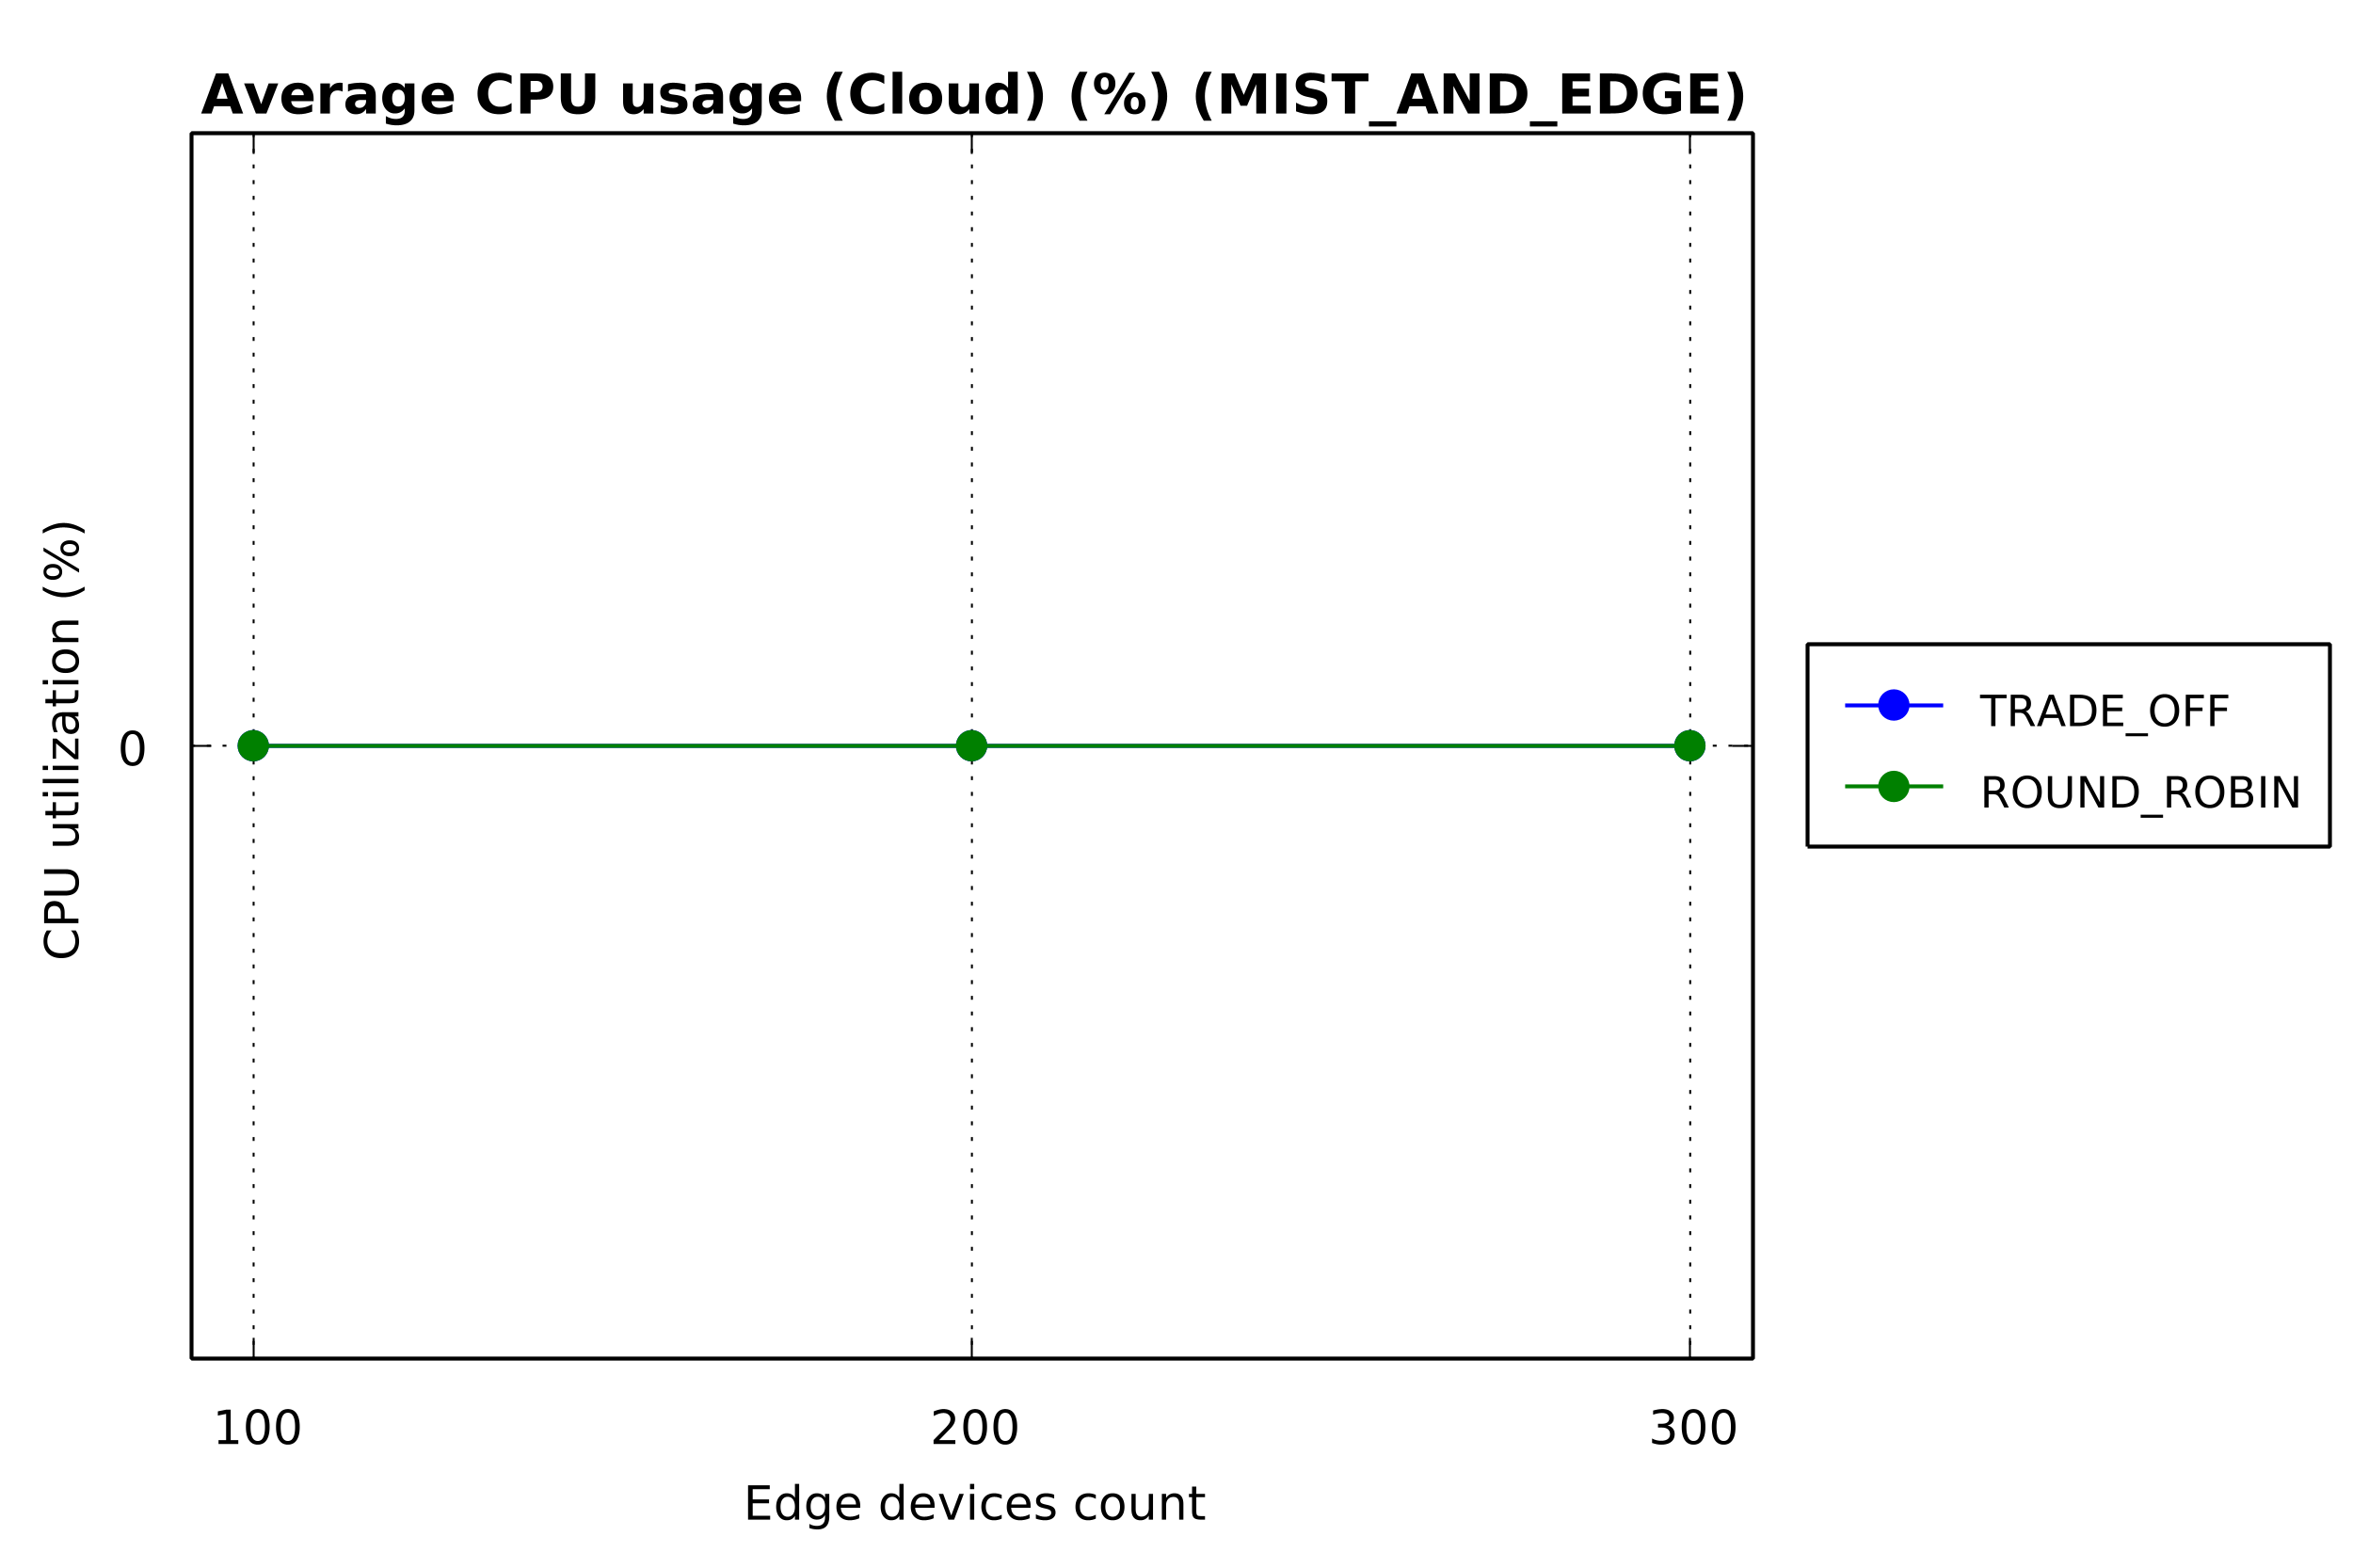 Average CPU usage (Cloud) (%) (MIST_AND_EDGE)
CPU utilization (%)
0
100 200 300
Edge devices count
TRADE_OFF
ROUND_ROBIN